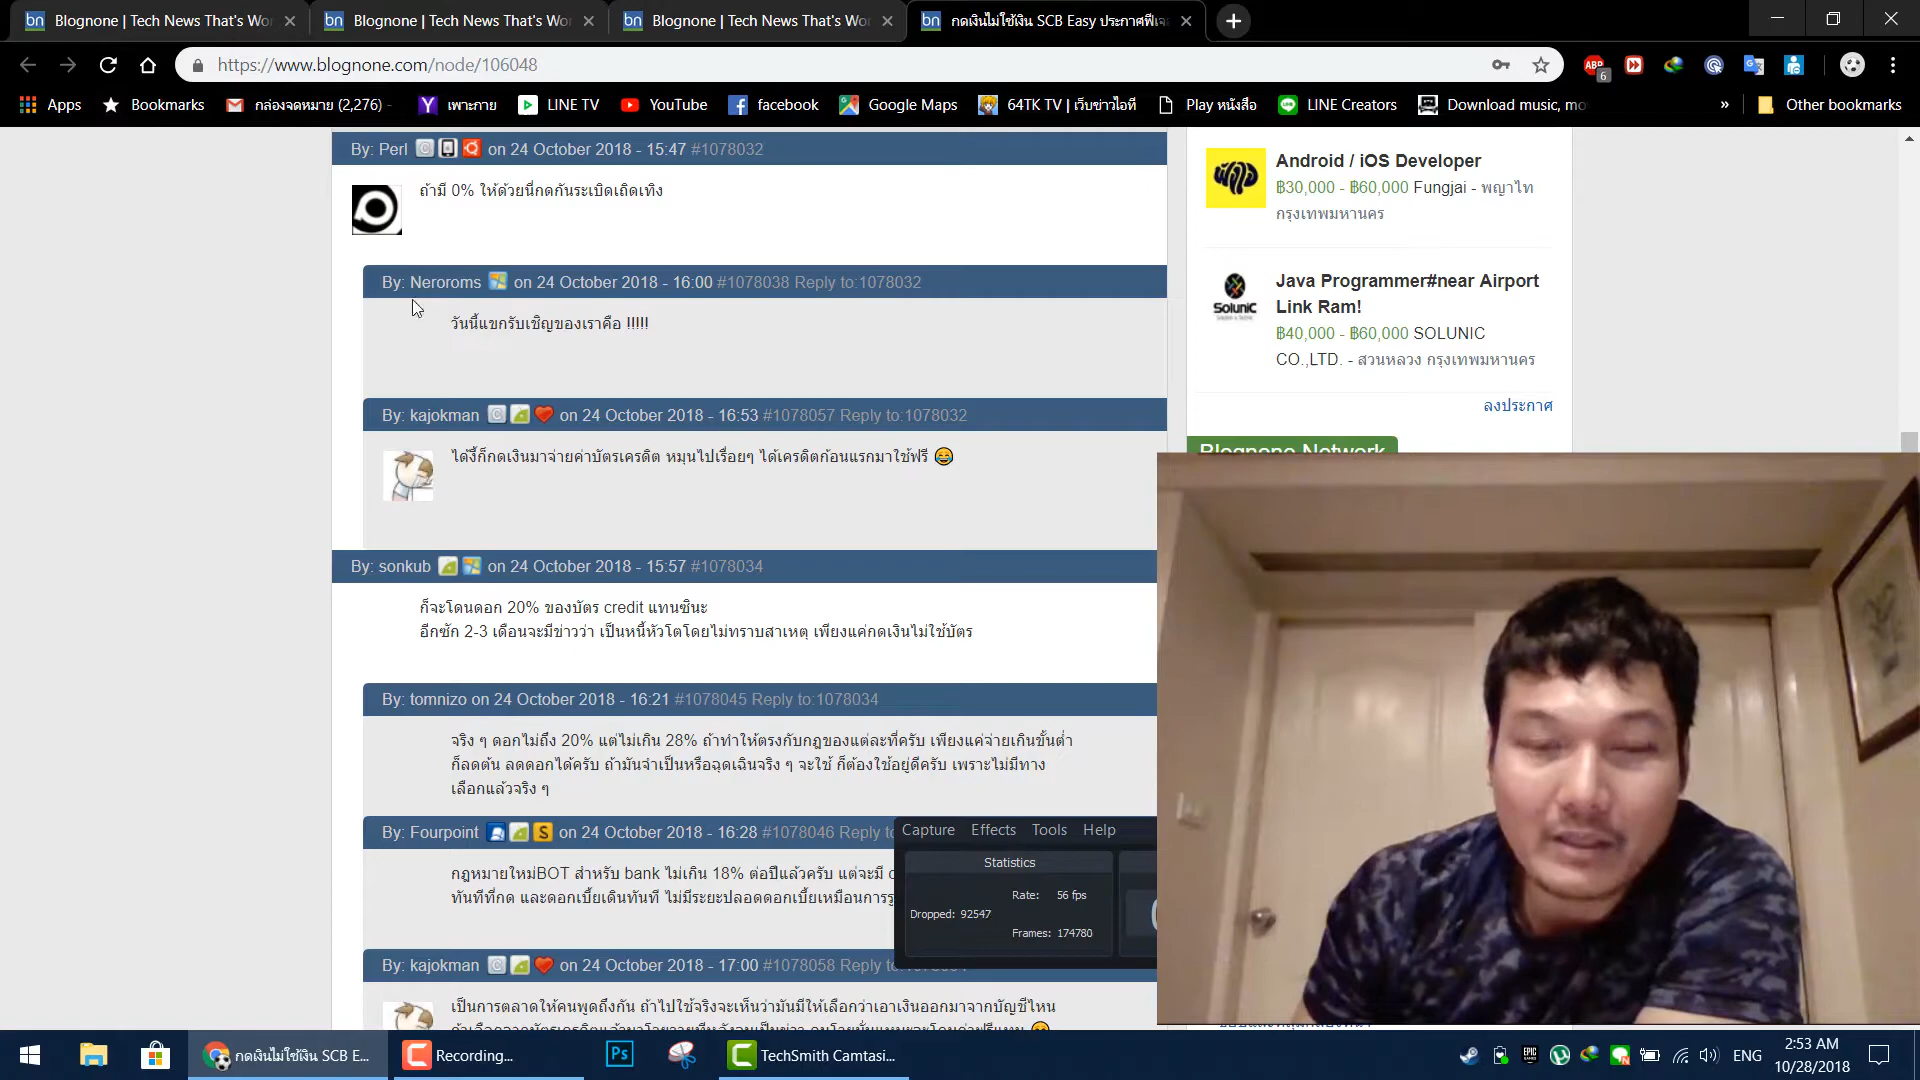 Blognone | Tech News That's Wor
Blognone | Tech News That's Wor
Blognone | Tech News That's Wor
กดเงินไม่ใช้เงิน SCB Easy ประกาศฟีเจ
https://www.blognone.com/node/106048
Apps
Bookmarks
กล่องจดหมาย (2,276) -
เพาะกาย
LINE TV
YouTube
facebook
Google Maps
64TK TV | เว็บข่าวไอที
Play หนังสือ
LINE Creators
Download music, mo
Other bookmarks
By: Perl on 24 October 2018 - 15:47 #1078032
ถ้ามี 0% ให้ด้วยนี่กดกันระเบิดเถิดเทิง
By: Neroroms on 24 October 2018 - 16:00 #1078038 Reply to:1078032
วันนี้แขกรับเชิญของเราคือ !!!!!
By: kajokman on 24 October 2018 - 16:53 #1078057 Reply to:1078032
ได้งี้ก็กดเงินมาจ่ายค่าบัตรเครดิต หมุนไปเรื่อยๆ ได้เครดิตก้อนแรกมาใช้ฟรี 😂
By: sonkub on 24 October 2018 - 15:57 #1078034
ก็จะโดนดอก 20% ของบัตร credit แทนซินะ
อีกซัก 2-3 เดือนจะมีข่าวว่า เป็นหนี้หัวโตโดยไม่ทราบสาเหตุ เพียงแค่กดเงินไม่ใช้บัตร
By: tomnizo on 24 October 2018 - 16:21 #1078045 Reply to:1078034
จริง ๆ ดอกไม่ถึง 20% แต่ไม่เกิน 28% ถ้าทำให้ตรงกับกฎของแต่ละที่ครับ เพียงแค่จ่ายเกินขั้นต่ำ
ก็ลดต้น ลดดอกได้ครับ ถ้ามันจำเป็นหรือฉุดเฉินจริง ๆ จะใช้ ก็ต้องใช้อยู่ดีครับ เพราะไม่มีทาง
เลือกแล้วจริง ๆ
By: Fourpoint on 24 October 2018 - 16:28 #1078046 Reply to
กฎหมายใหม่BOT สำหรับ bank ไม่เกิน 18% ต่อปีแล้วครับ แต่จะมี
ทันทีที่กด และดอกเบี้ยเดินทันที ไม่มีระยะปลอดดอกเบี้ยเหมือนการรู
By: kajokman on 24 October 2018 - 17:00 #1078058 Reply
เป็นการตลาดให้คนพูดถึงกัน ถ้าไปใช้จริงจะเห็นว่ามันมีให้เลือกว่าเอาเงินออกมาจากบัญชีไหน
Android / iOS Developer
฿30,000 - ฿60,000 Fungjai - พญาไท
กรุงเทพมหานคร
Java Programmer#near Airport
Link Ram!
฿40,000 - ฿60,000 SOLUNIC
CO.,LTD. - สวนหลวง กรุงเทพมหานคร
ลงประกาศ
Blognone Network
Capture Effects Tools Help
Statistics
Rate: 56 fps
Dropped: 92547
Frames: 174780
กดเงินไม่ใช้เงิน SCB E...
Recording...
TechSmith Camtasi...
ENG
2:53 AM
10/28/2018